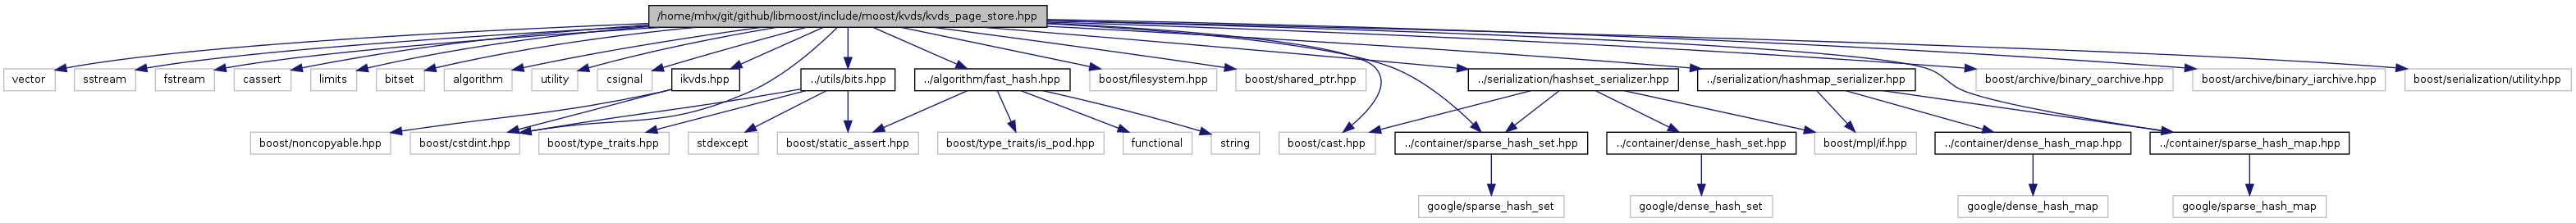 /home/mhx/git/github/libmoost/include/moost/kvds/kvds_page_store.hpp
vector
sstream
fstream
cassert
limits
bitset
algorithm
utility
csignal
ikvds.hpp
../utils/bits.hpp
../algorithm/fast_hash.hpp
boost/filesystem.hpp
boost/shared_ptr.hpp
../serialization/hashset_serializer.hpp
../serialization/hashmap_serializer.hpp
boost/archive/binary_oarchive.hpp
boost/archive/binary_iarchive.hpp
boost/serialization/utility.hpp
boost/noncopyable.hpp
boost/cstdint.hpp
boost/type_traits.hpp
stdexcept
boost/static_assert.hpp
boost/type_traits/is_pod.hpp
functional
string
boost/cast.hpp
../container/sparse_hash_set.hpp
../container/dense_hash_set.hpp
boost/mpl/if.hpp
../container/dense_hash_map.hpp
../container/sparse_hash_map.hpp
google/sparse_hash_set
google/dense_hash_set
google/dense_hash_map
google/sparse_hash_map